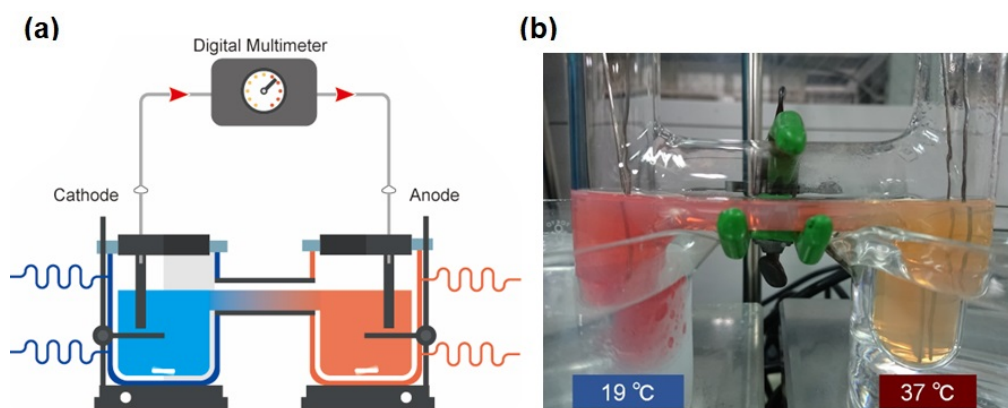 (a)
Digital Multimeter
Cathode
Anode
(b)
19 ℃
37 ℃